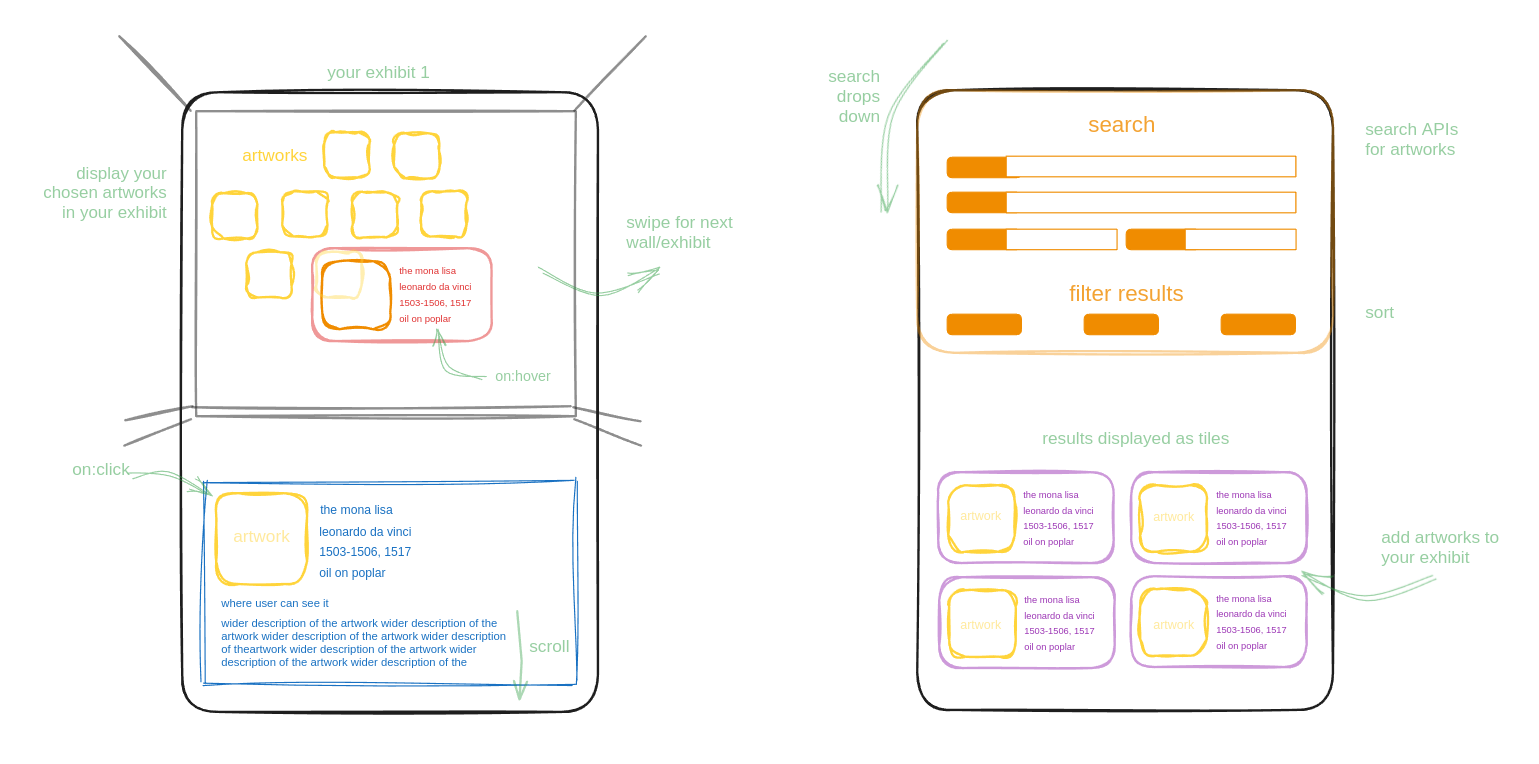 your exhibit 1
artworks
display your
chosen artworks
in your exhibit
swipe for next
wall/exhibit
the mona lisa
leonardo da vinci
1503-1506, 1517
oil on poplar
on:hover
on:click
artwork
the mona lisa
leonardo da vinci
1503-1506, 1517
oil on poplar
where user can see it
wider description of the artwork wider description of the
artwork wider description of the artwork wider description
of theartwork wider description of the artwork wider
description of the artwork wider description of the
scroll
search
drops
down
search
search APIs
for artworks
filter results
sort
results displayed as tiles
artwork
the mona lisa
leonardo da vinci
1503-1506, 1517
oil on poplar
artwork
the mona lisa
leonardo da vinci
1503-1506, 1517
oil on poplar
add artworks to
your exhibit
artwork
the mona lisa
leonardo da vinci
1503-1506, 1517
oil on poplar
artwork
the mona lisa
leonardo da vinci
1503-1506, 1517
oil on poplar